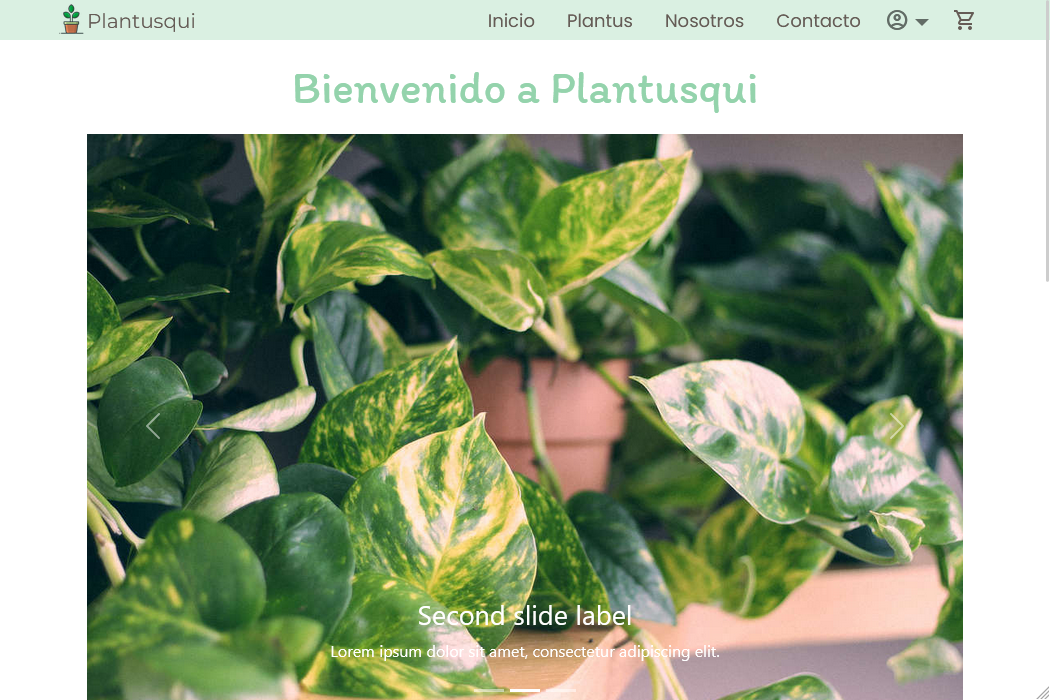 Plantusqui
Inicio Plantus Nosotros Contacto
Bienvenido a Plantusqui
Second slide label
Lorem ipsum dolor sit amet, consectetur adipiscing elit.